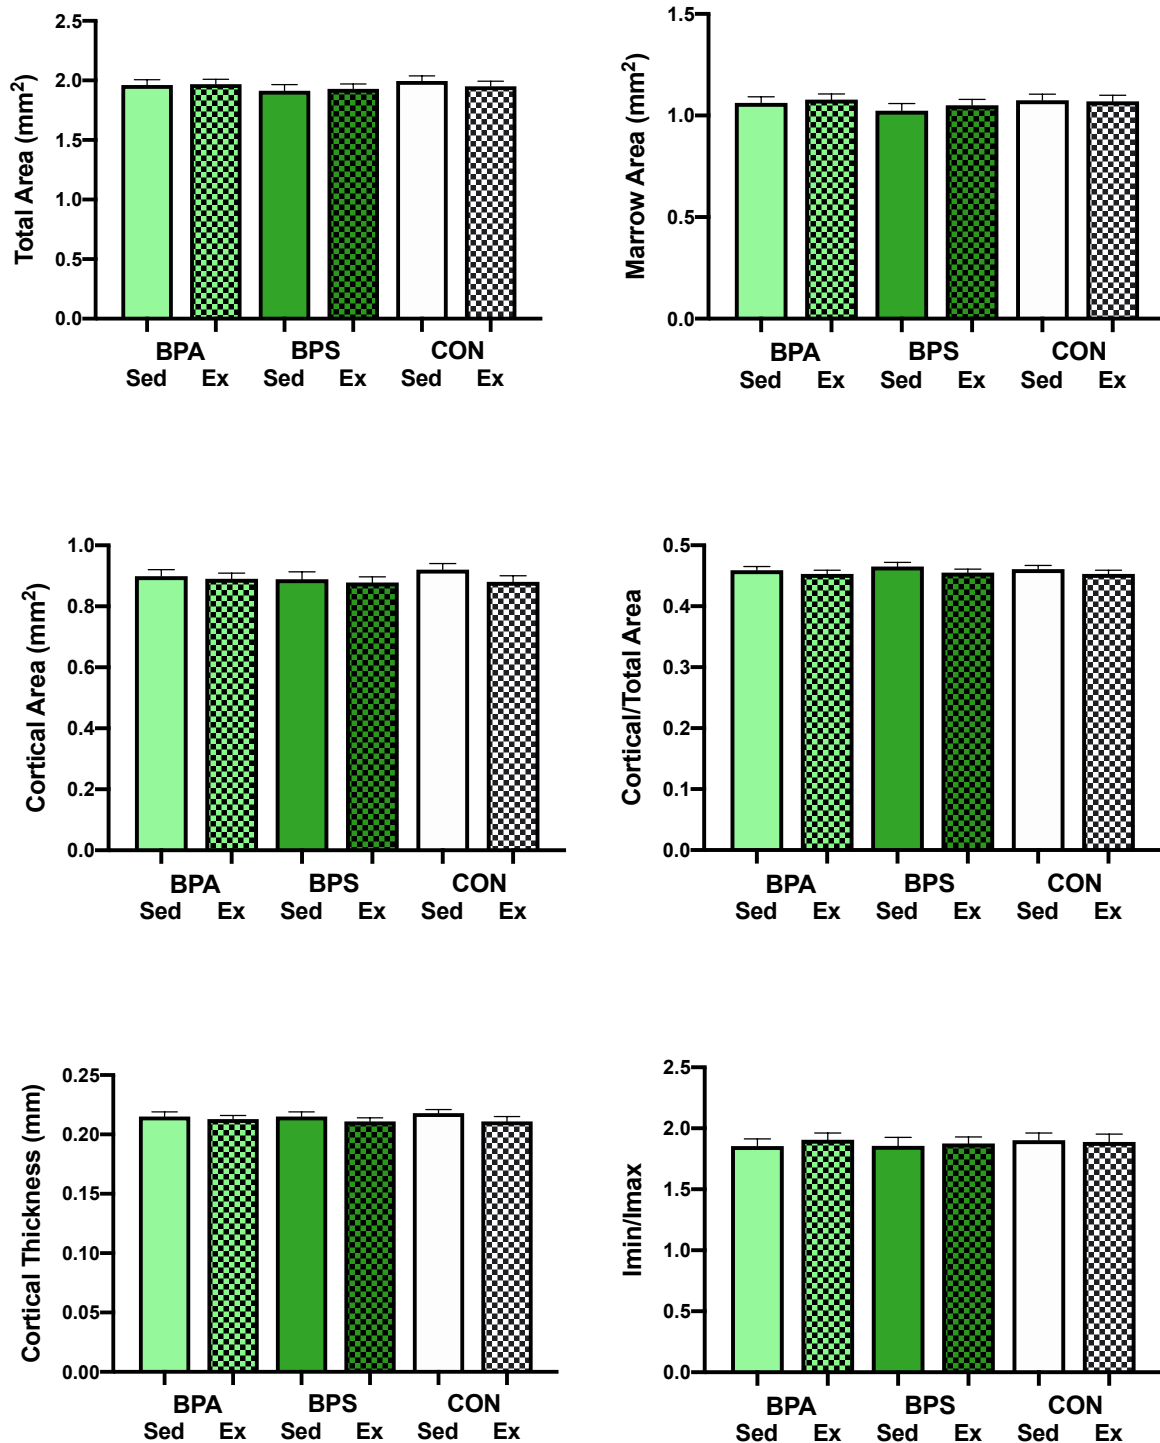 Total Area (mm²)
2.5
2.0
1.5
1.0
0.5
0.0
BPA BPS CON
Sed Ex Sed Ex Sed Ex
Marrow Area (mm²)
1.5
1.0
0.5
0.0
BPA BPS CON
Sed Ex Sed Ex Sed Ex
Cortical Area (mm²)
1.0
0.8
0.6
0.4
0.2
0.0
BPA BPS CON
Sed Ex Sed Ex Sed Ex
Cortical/Total Area
0.5
0.4
0.3
0.2
0.1
0.0
BPA BPS CON
Sed Ex Sed Ex Sed Ex
Cortical Thickness (mm)
0.25
0.20
0.15
0.10
0.05
0.00
BPA BPS CON
Sed Ex Sed Ex Sed Ex
Imin/Imax
2.5
2.0
1.5
1.0
0.5
0.0
BPA BPS CON
Sed Ex Sed Ex Sed Ex